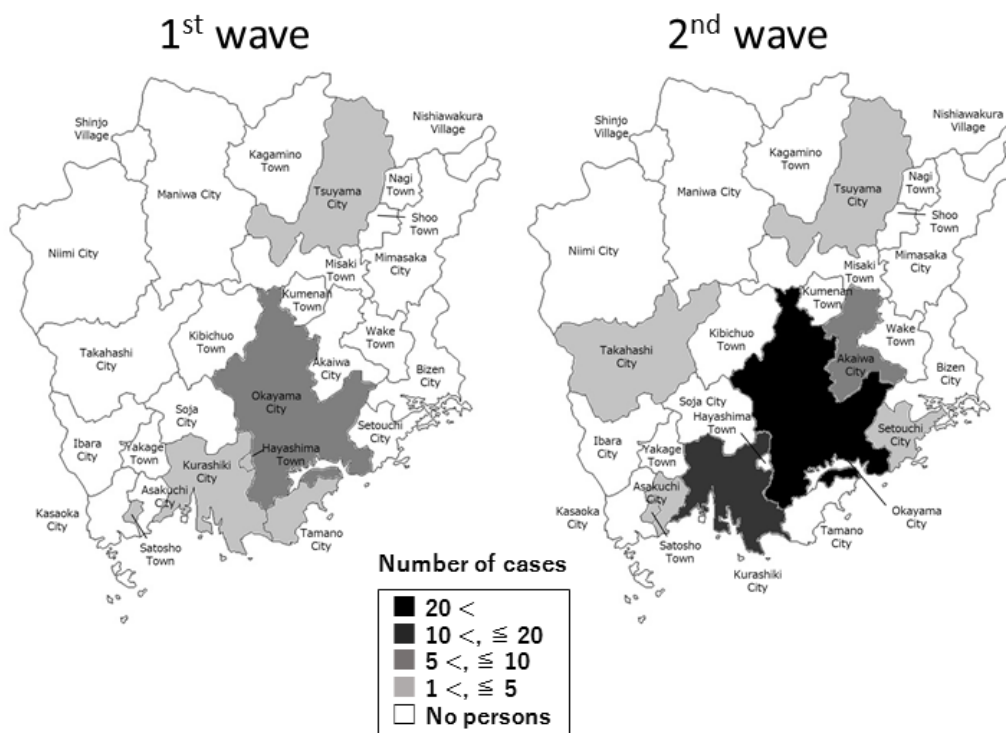 1st wave
Shinjo
Village
Nishiawakura
Village
Kagamino
Town
Nagi
Town
Maniwa City
Tsuyama
City
Shoo
Town
Niimi City
Misaki
Town
Mimasaka
City
Kumenan
Town
Wake
Town
Kibichuo
Town
Takahashi
City
Akaiwa
City
Bizen
City
Okayama
City
Soja
City
Setouchi
City
Ibara
City
Yakage
Town
Hayashima
Town
Kurashiki
City
Asakuchi
City
Kasaoka
City
Satosho
Town
Tamano
City
2nd wave
Shinjo
Village
Nishiawakura
Village
Kagamino
Town
Nagi
Town
Maniwa City
Tsuyama
City
Shoo
Town
Niimi City
Mimasaka
City
Misaki
Town
Kumenan
Town
Wake
Town
Kibichuo
Town
Takahashi
City
Akaiwa
City
Bizen
City
Soja City
Hayashima
Town
Setouchi
City
Ibara
City
Yakage
Town
Asakuchi
City
Kasaoka
City
Okayama
City
Satosho
Town
Tamano
City
Kurashiki
City
Number of cases
20 <
10 <, ≦ 20
5 <, ≦ 10
1 <, ≦ 5
No persons